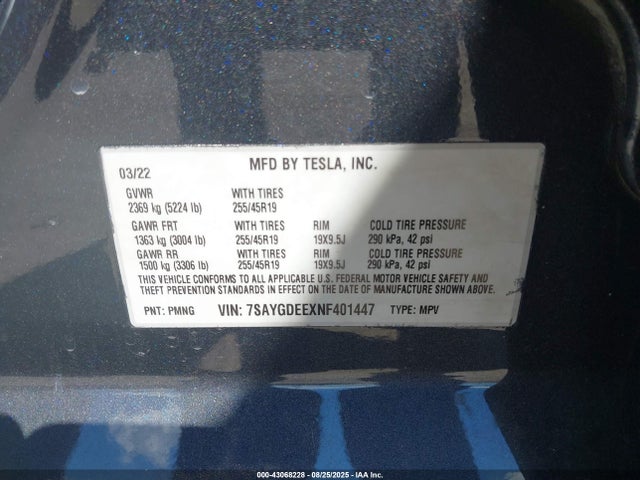 03/22 MFD BY TESLA, INC.
GVWR WITH TIRES
2369 kg (5224 lb) 255/45R19
GAWR FRT WITH TIRES RIM COLD TIRE PRESSURE
1363 kg (3004 lb) 255/45R19 19X9.5J 290 kPa, 42 psi
GAWR RR WITH TIRES RIM COLD TIRE PRESSURE
1500 kg (3306 lb) 255/45R19 19X9.5J 290 kPa, 42 psi
THIS VEHICLE CONFORMS TO ALL APPLICABLE U.S. FEDERAL MOTOR VEHICLE SAFETY AND
THEFT PREVENTION STANDARDS IN EFFECT ON THE DATE OF MANUFACTURE SHOWN ABOVE.
PNT: PMNG VIN: 7SAYGDEEXNF401447 TYPE: MPV
000-43068228 - 08/25/2025 - IAA Inc.